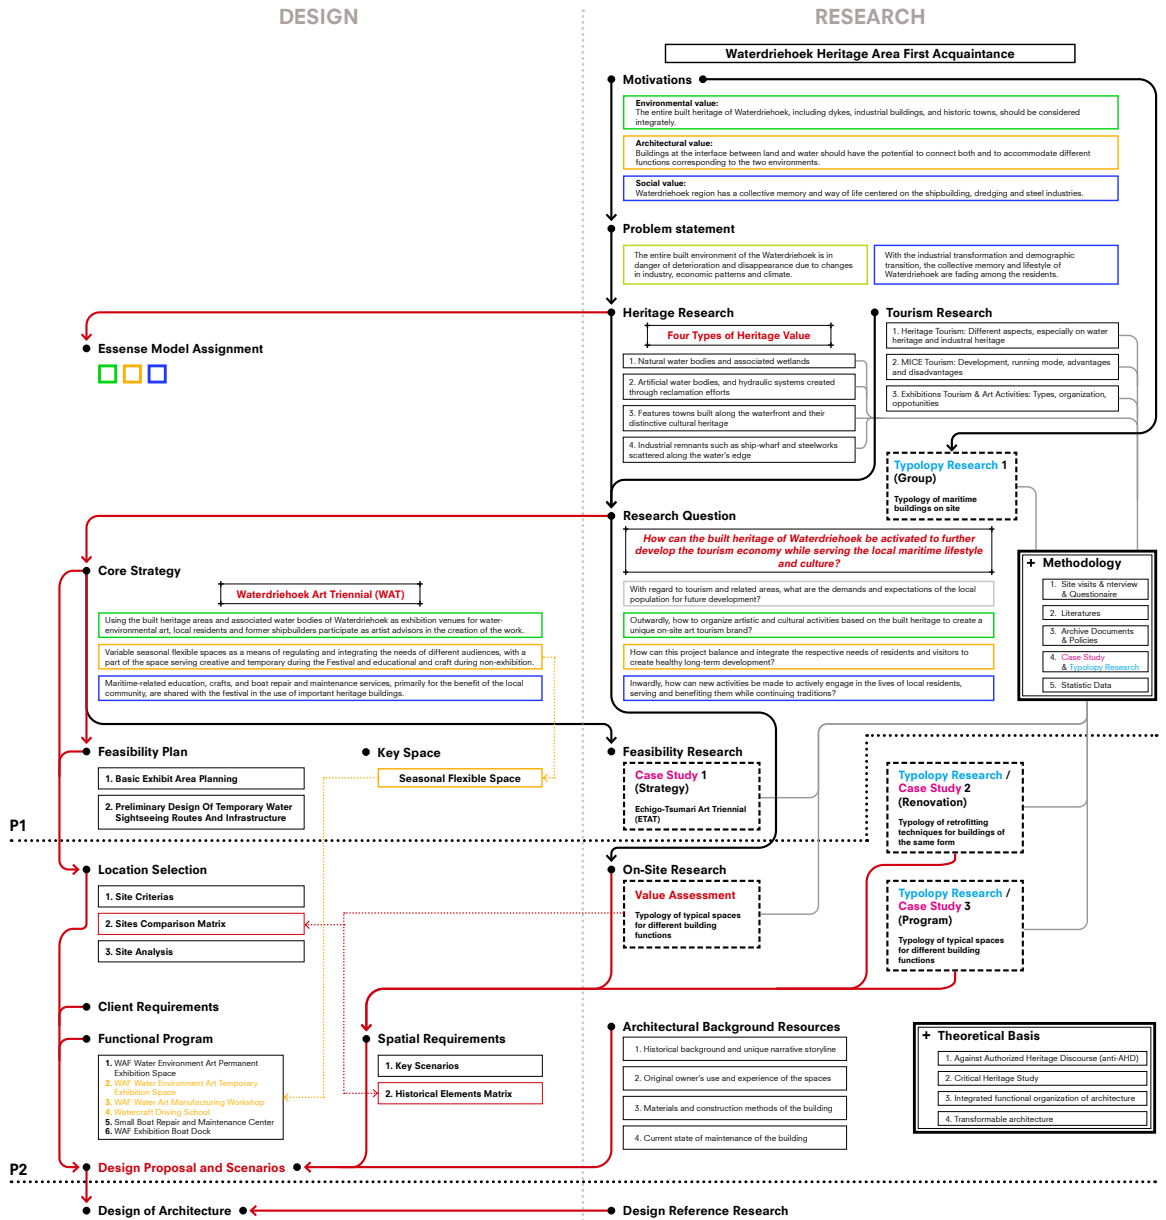 DESIGN
RESEARCH
Waterdriehoek Heritage Area First Acquaintance
Motivations
Environmental value:
The entire built heritage of Waterdriehoek, including dykes, industrial buildings, and historic towns, should be considered
integrately.
Architectural value:
Buildings at the interface between land and water should have the potential to connect both and to accommodate different
functions corresponding to the two environments.
Social value:
Waterdriehoek region has a collective memory and way of life centered on the shipbuilding, dredging and steel industries.
Problem statement
The entire built environment of the Waterdriehoek is in
danger of deterioration and disappearance due to changes
in industry, economic patterns and climate.
With the industrial transformation and demographic
transition, the collective memory and lifestyle of
Waterdriehoek are fading among the residents.
Heritage Research
Four Types of Heritage Value
1. Natural water bodies and associated wetlands
2. Artificial water bodies, and hydraulic systems created
through reclamation efforts
3. Features towns built along the waterfront and their
distinctive cultural heritage
4. Industrial remnants such as ship-wharf and steelworks
scattered along the water's edge
Tourism Research
1. Heritage Tourism: Different aspects, especially on water
heritage and industral heritage
2. MICE Tourism: Development, running mode, advantages
and disadvantages
3. Exhibitions Tourism & Art Activities: Types, organization,
oppotunities
Essense Model Assignment
Typolopy Research 1
(Group)
Typology of maritime
buildings on site
Research Question
How can the built heritage of Waterdriehoek be activated to further
develop the tourism economy while serving the local maritime lifestyle
and culture?
With regard to tourism and related areas, what are the demands and expectations of the local
population for future development?
Outwardly, how to organize artistic and cultural activities based on the built heritage to create a
unique on-site art tourism brand?
How can this project balance and integrate the respective needs of residents and visitors to
create healthy long-term development?
Inwardly, how can new activities be made to actively engage in the lives of local residents,
serving and benefiting them while continuing traditions?
+ Methodology
1. Site visits & nterview
& Questionaire
2. Literatures
3. Archive Documents
& Policies
4. Case Study
& Typolopy Research
5. Statistic Data
Core Strategy
Waterdriehoek Art Triennial (WAT)
Using the built heritage areas and associated water bodies of Waterdriehoek as exhibition venues for water-
environmental art, local residents and former shipbuilders participate as artist advisors in the creation of the work.
Variable seasonal flexible spaces as a means of regulating and integrating the needs of different audiences, with a
part of the space serving creative and temporary during the Festival and educational and craft during non-exhibition.
Maritime-related education, crafts, and boat repair and maintenance services, primarily for the benefit of the local
community, are shared with the festival in the use of important heritage buildings.
Feasibility Plan
1. Basic Exhibit Area Planning
2. Preliminary Design Of Temporary Water
Sightseeing Routes And Infrastructure
Key Space
Seasonal Flexible Space
Feasibility Research
Case Study 1
(Strategy)
Echigo-Tsumari Art Triennial
(ETAT)
Typolopy Research /
Case Study 2
(Renovation)
Typology of retrofitting
techniques for buildings of
the same form
P1
Location Selection
1. Site Criterias
2. Sites Comparison Matrix
3. Site Analysis
On-Site Research
Value Assessment
Typology of typical spaces
for different building
functions
Typolopy Research /
Case Study 3
(Program)
Typology of typical spaces
for different building
functions
Client Requirements
Functional Program
1. WAF Water Environment Art Permanent
Exhibition Space
2. WAF Water Environment Art Temporary
Exhibition Space
3. WAF Water Art Manufacturing Workshop
4. Watercraft Driving School
5. Small Boat Repair and Maintenance Center
6. WAF Exhibition Boat Dock
Spatial Requirements
1. Key Scenarios
2. Historical Elements Matrix
Architectural Background Resources
1. Historical background and unique narrative storyline
2. Original owner's use and experience of the spaces
3. Materials and construction methods of the building
4. Current state of maintenance of the building
+ Theoretical Basis
1. Against Authorized Heritage Discourse (anti-AHD)
2. Critical Heritage Study
3. Integrated functional organization of architecture
4. Transformable architecture
P2
Design Proposal and Scenarios
Design of Architecture
Design Reference Research